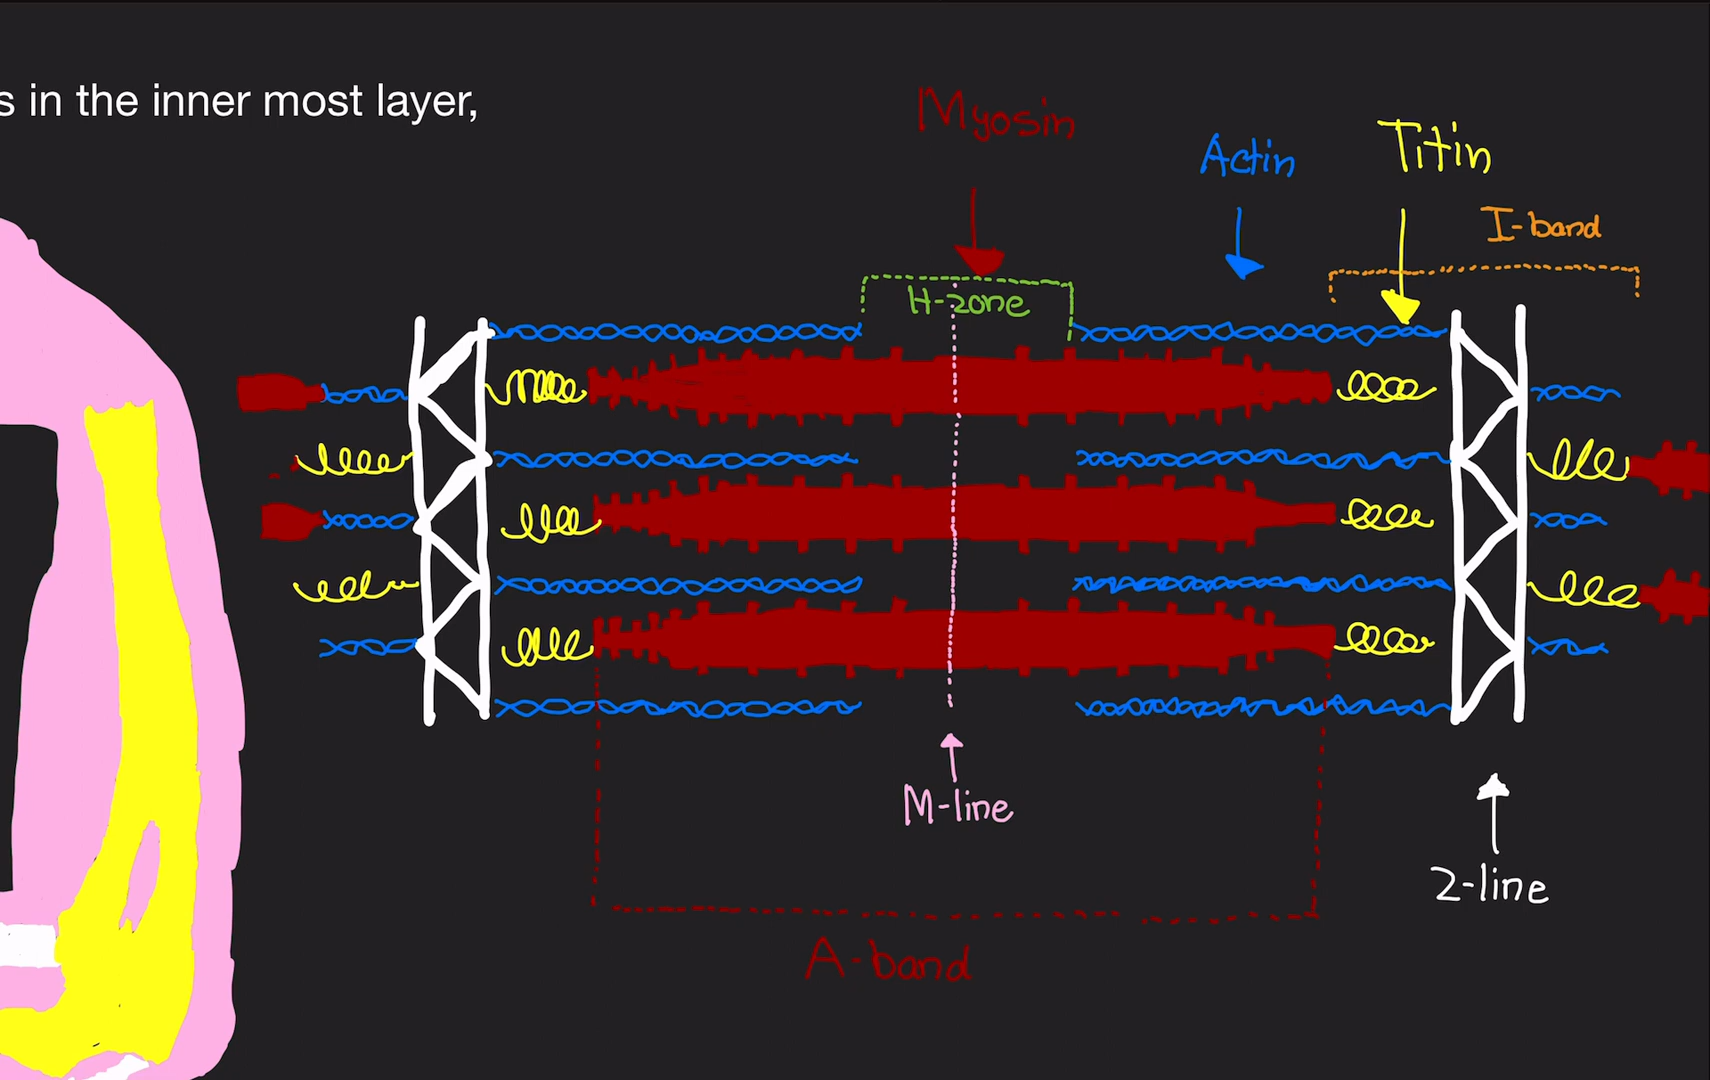 s in the inner most layer,
Myosin
Actin
Titin
I-band
H-zone
M-line
Z-line
A-band